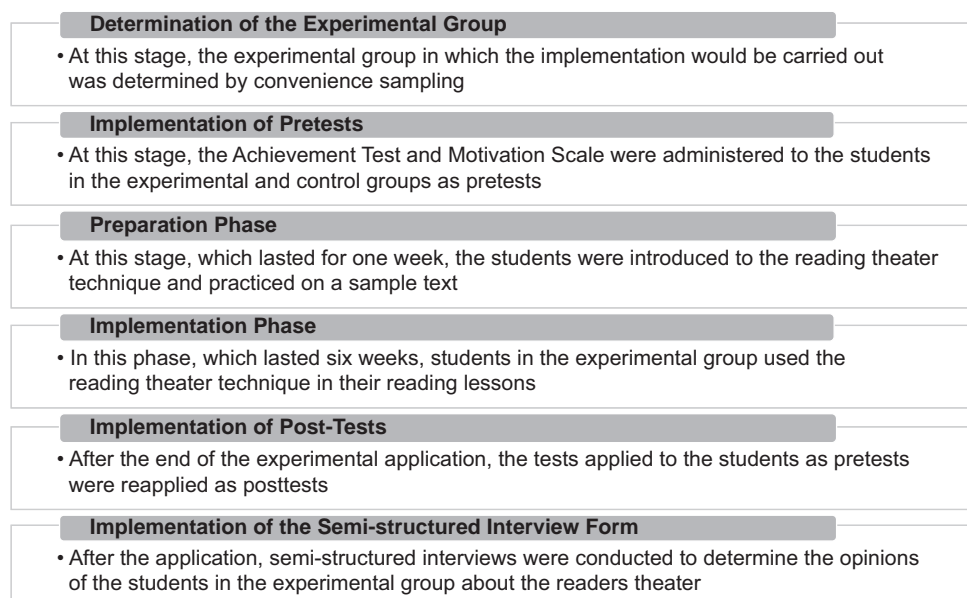 Determination of the Experimental Group
• At this stage, the experimental group in which the implementation would be carried out
was determined by convenience sampling
Implementation of Pretests
• At this stage, the Achievement Test and Motivation Scale were administered to the students
in the experimental and control groups as pretests
Preparation Phase
• At this stage, which lasted for one week, the students were introduced to the reading theater
technique and practiced on a sample text
Implementation Phase
• In this phase, which lasted six weeks, students in the experimental group used the
reading theater technique in their reading lessons
Implementation of Post-Tests
• After the end of the experimental application, the tests applied to the students as pretests
were reapplied as posttests
Implementation of the Semi-structured Interview Form
• After the application, semi-structured interviews were conducted to determine the opinions
of the students in the experimental group about the readers theater